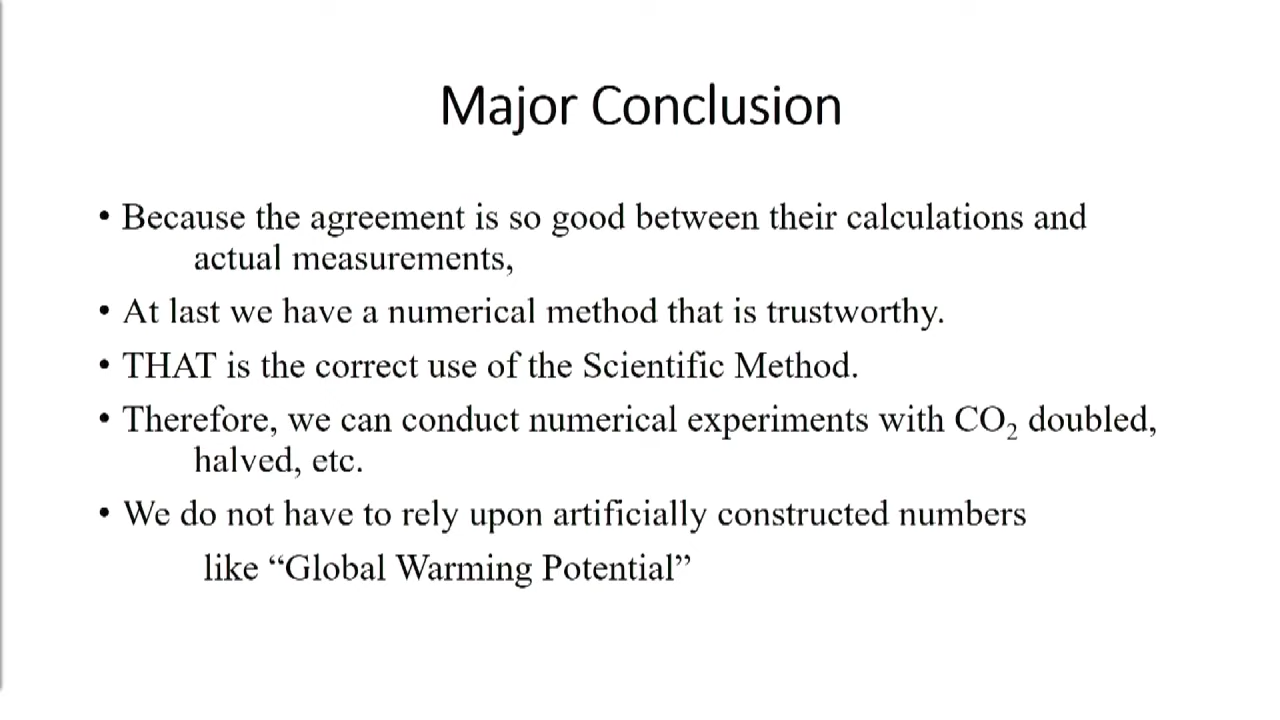 Major Conclusion
• Because the agreement is so good between their calculations and
actual measurements,
• At last we have a numerical method that is trustworthy.
• THAT is the correct use of the Scientific Method.
• Therefore, we can conduct numerical experiments with CO₂ doubled,
halved, etc.
• We do not have to rely upon artificially constructed numbers
like “Global Warming Potential”